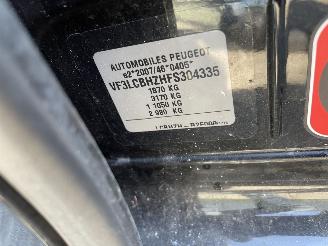 AUTOMOBILES PEUGEOT
e2*2007/46*0405*
VF3LCBHZHFS304335
1870 KG
3170 KG
1 1050 KG
2 980 KG